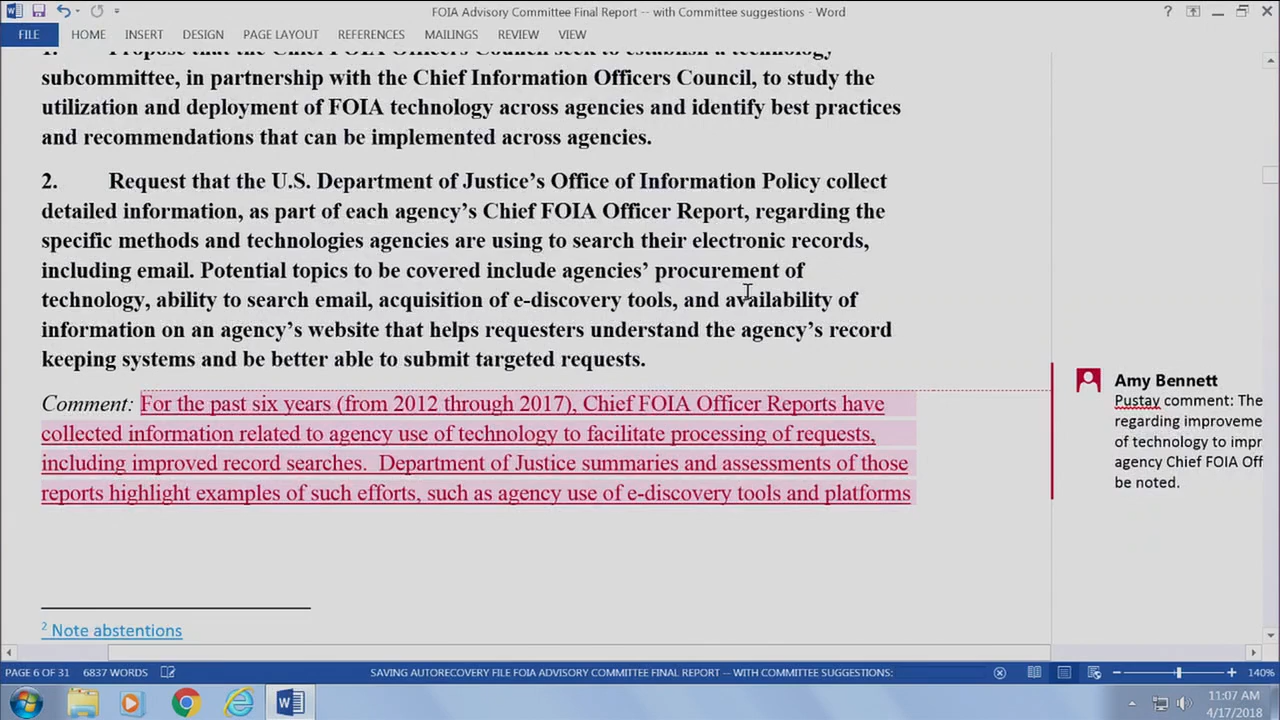 FOIA Advisory Committee Final Report -- with Committee suggestions - Word
?
FILE HOME INSERT DESIGN PAGE LAYOUT REFERENCES MAILINGS REVIEW VIEW
1. Propose that the Chief FOIA Officers Council seek to establish a technology
subcommittee, in partnership with the Chief Information Officers Council, to study the
utilization and deployment of FOIA technology across agencies and identify best practices
and recommendations that can be implemented across agencies.
2. Request that the U.S. Department of Justice’s Office of Information Policy collect
detailed information, as part of each agency’s Chief FOIA Officer Report, regarding the
specific methods and technologies agencies are using to search their electronic records,
including email. Potential topics to be covered include agencies’ procurement of
technology, ability to search email, acquisition of e-discovery tools, and availability of
information on an agency’s website that helps requesters understand the agency’s record
keeping systems and be better able to submit targeted requests.
Comment: For the past six years (from 2012 through 2017), Chief FOIA Officer Reports have
collected information related to agency use of technology to facilitate processing of requests,
including improved record searches. Department of Justice summaries and assessments of those
reports highlight examples of such efforts, such as agency use of e-discovery tools and platforms
Amy Bennett
Pustay comment: The
regarding improveme
of technology to impr
agency Chief FOIA Off
be noted.
2 Note abstentions
PAGE 6 OF 31 6837 WORDS SAVING AUTORECOVERY FILE FOIA ADVISORY COMMITTEE FINAL REPORT -- WITH COMMITTEE SUGGESTIONS: 140%
11:07 AM
4/17/2018